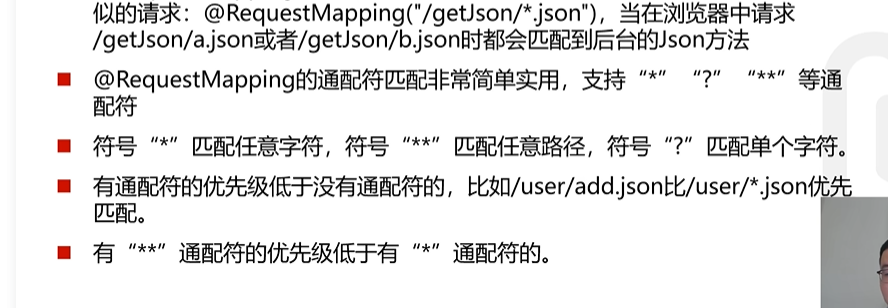 似的请求：@RequestMapping("/getJson/*.json")，当在浏览器中请求
/getJson/a.json或者/getJson/b.json时都会匹配到后台的Json方法
@RequestMapping的通配符匹配非常简单实用，支持“*”“?”“**”等通
配符
符号“*”匹配任意字符，符号“**”匹配任意路径，符号“?”匹配单个字符。
有通配符的优先级低于没有通配符的，比如/user/add.json比/user/*.json优先
匹配。
有“**”通配符的优先级低于有“*”通配符的。